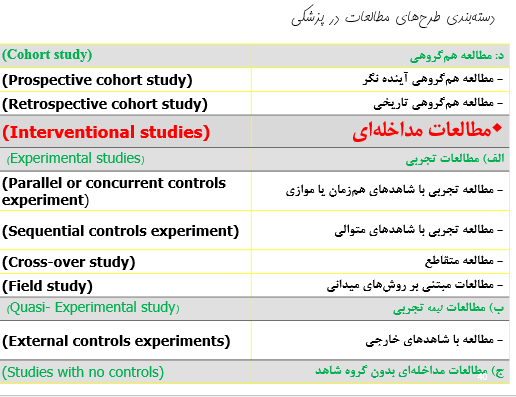 دسته‌بندی طرح‌های مطالعات در پزشکی
د: مطالعه هم‌گروهی (Cohort study)
- مطالعه هم‌گروهی آینده نگر (Prospective cohort study)
- مطالعه هم‌گروهی تاریخی (Retrospective cohort study)
◆مطالعات مداخله‌ای (Interventional studies)
الف) مطالعات تجربی (Experimental studies)
- مطالعه تجربی با شاهدهای هم‌زمان یا موازی (Parallel or concurrent controls
experiment)
- مطالعه تجربی با شاهدهای متوالی (Sequential controls experiment)
- مطالعه متقاطع (Cross-over study)
- مطالعات مبتنی بر روش‌های میدانی (Field study)
ب) مطالعات نیمه تجربی (Quasi- Experimental study)
- مطالعه با شاهدهای خارجی (External controls experiments)
ج) مطالعات مداخله‌ای بدون گروه شاهد (Studies with no controls)